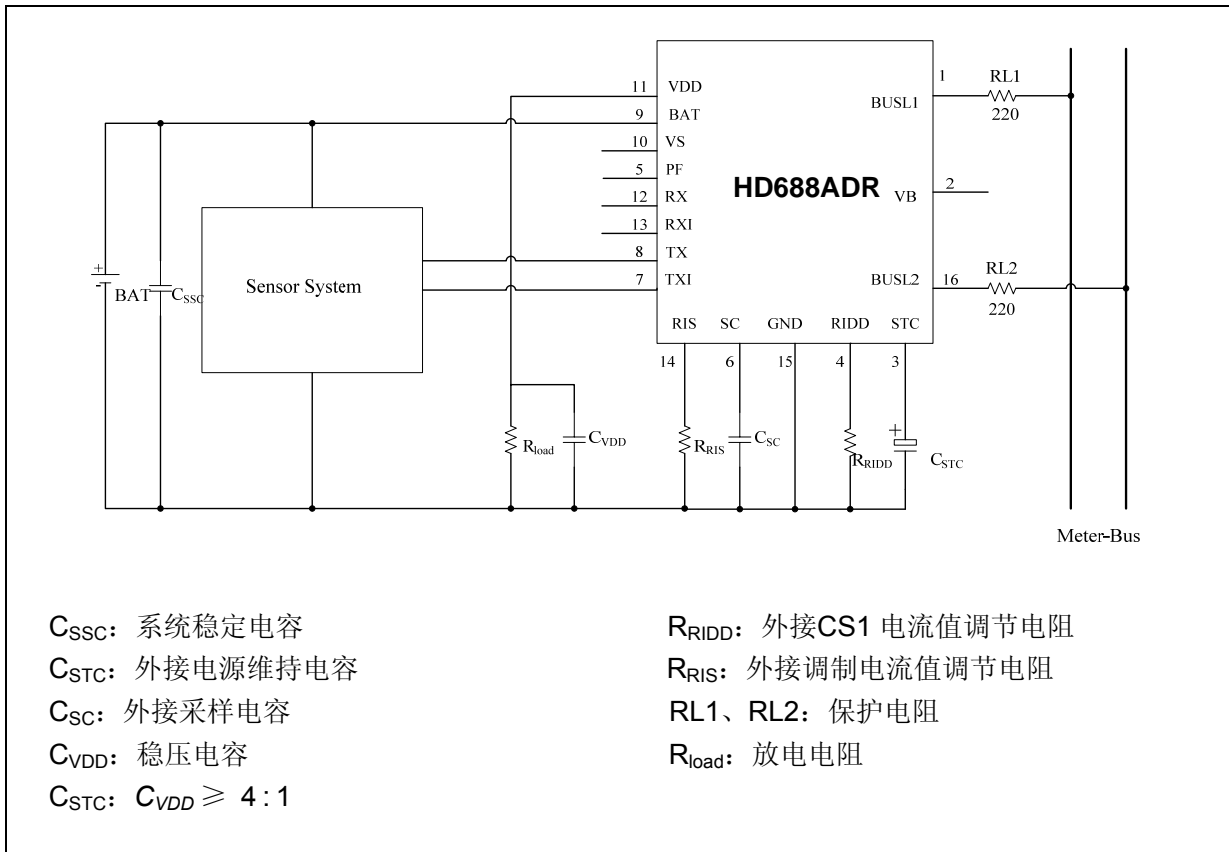 11 VDD
9 BAT
10 VS
5 PF
12 RX
13 RXI
8 TX
7 TXI
HD688ADR
1 RL1
BUSL1
220
VB 2
RL2
BUSL2 16
220
RIS SC GND RIDD STC
14 6 15 4 3
+
-
BAT
CSSC
Sensor System
Rload
CVDD
RRIS
CSC
RRIDD
+
CSTC
Meter-Bus
CSSC：系统稳定电容
CSTC：外接电源维持电容
CSC：外接采样电容
CVDD：稳压电容
CSTC：CVDD ≥ 4 : 1
RRIDD：外接CS1 电流值调节电阻
RRIS：外接调制电流值调节电阻
RL1、RL2：保护电阻
Rload：放电电阻